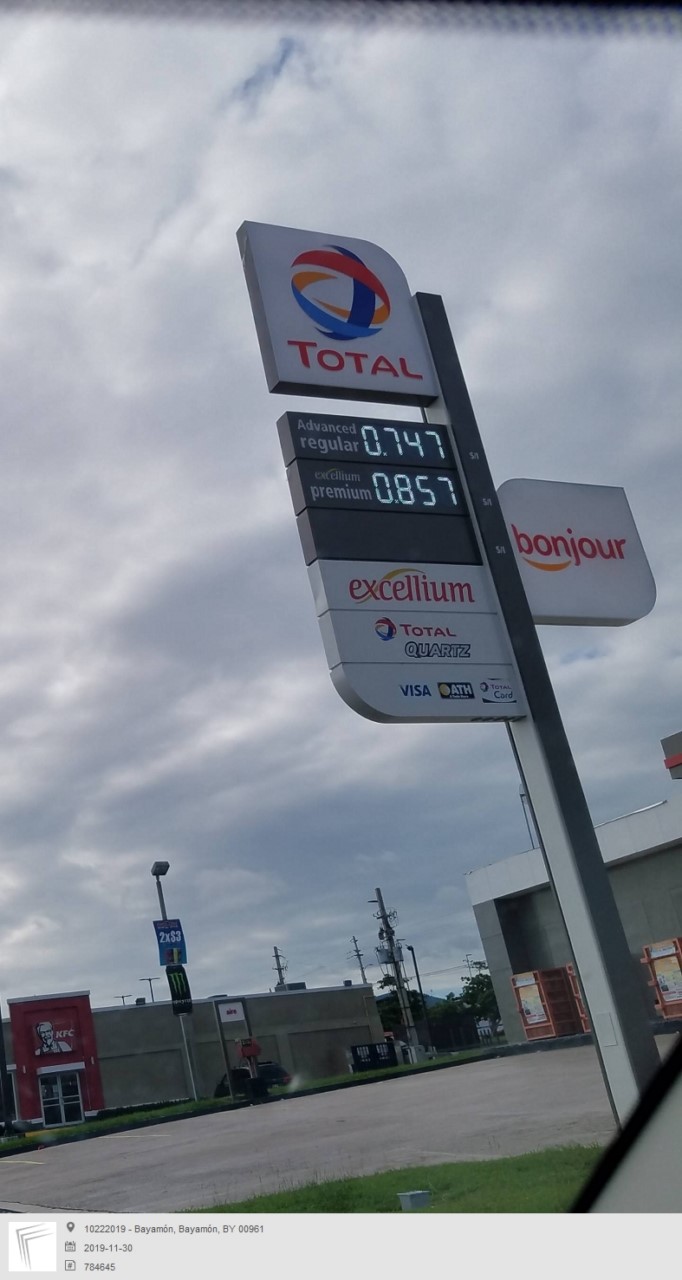 TOTAL
Advanced
regular 0.747
excellium
premium 0.857
S/I
S/I
S/I
bonjour
excellium
TOTAL
QUARTZ
VISA ATH TOTAL Card
2x$3
KFC
aire
10222019 - Bayamón, Bayamón, BY 00961
2019-11-30
784645